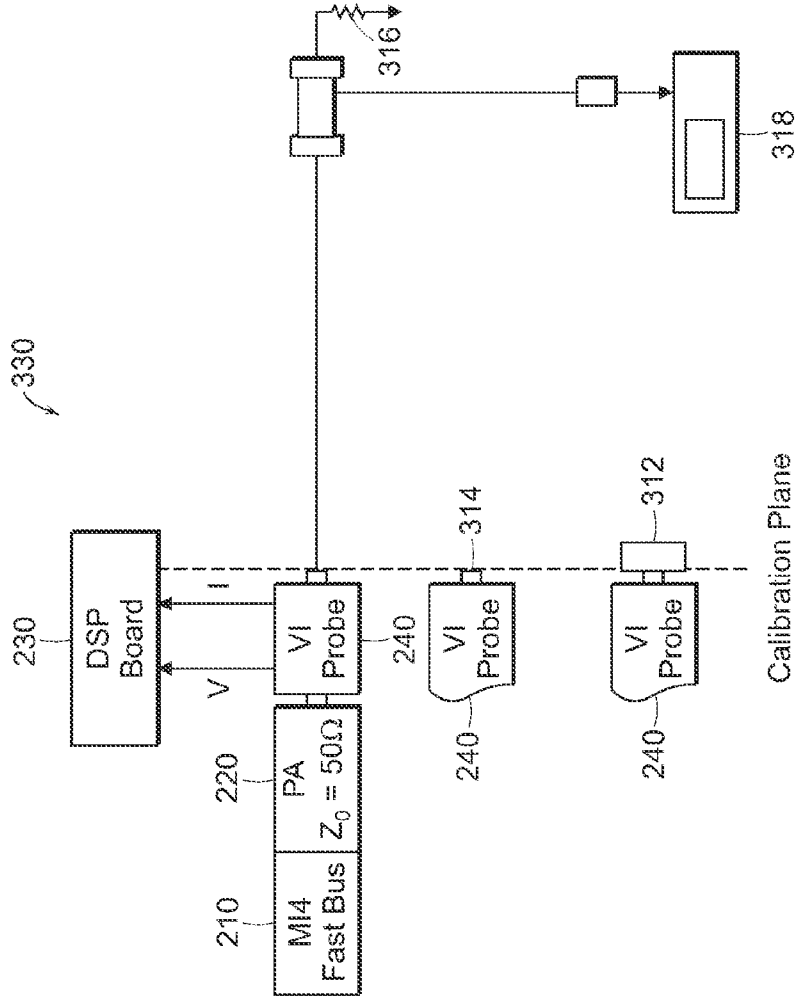 330
230
DSP
Board
316
V
I
220
210
MI4
Fast Bus
PA
Z₀ = 50Ω
VI
Probe
240
VI
Probe
314
240
318
VI
Probe
312
240
Calibration Plane